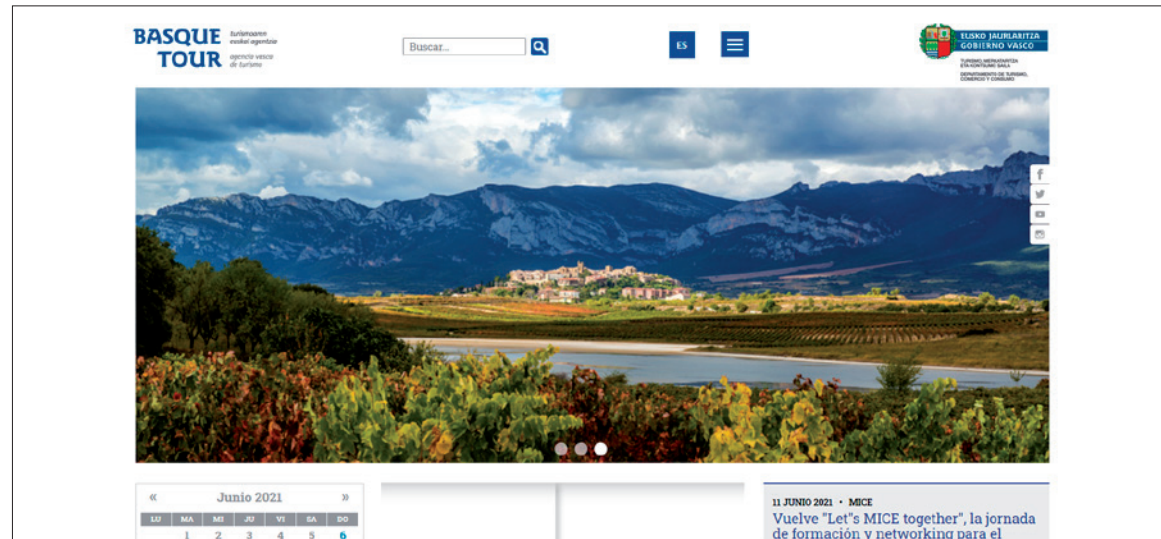 BASQUE
TOUR
turismoaren
euskal agentzia
agencia vasca
de turismo
Buscar...
ES
EUSKO JAURLARITZA
GOBIERNO VASCO
TURISMO, MERKATARITZA
ETA KONTSUMO SAILA
DEPARTAMENTO DE TURISMO,
COMERCIO Y CONSUMO
« Junio 2021 »
LU MA MI JU VI SA DO
1 2 3 4 5 6
11 JUNIO 2021 • MICE
Vuelve "Let"s MICE together", la jornada
de formación y networking para el